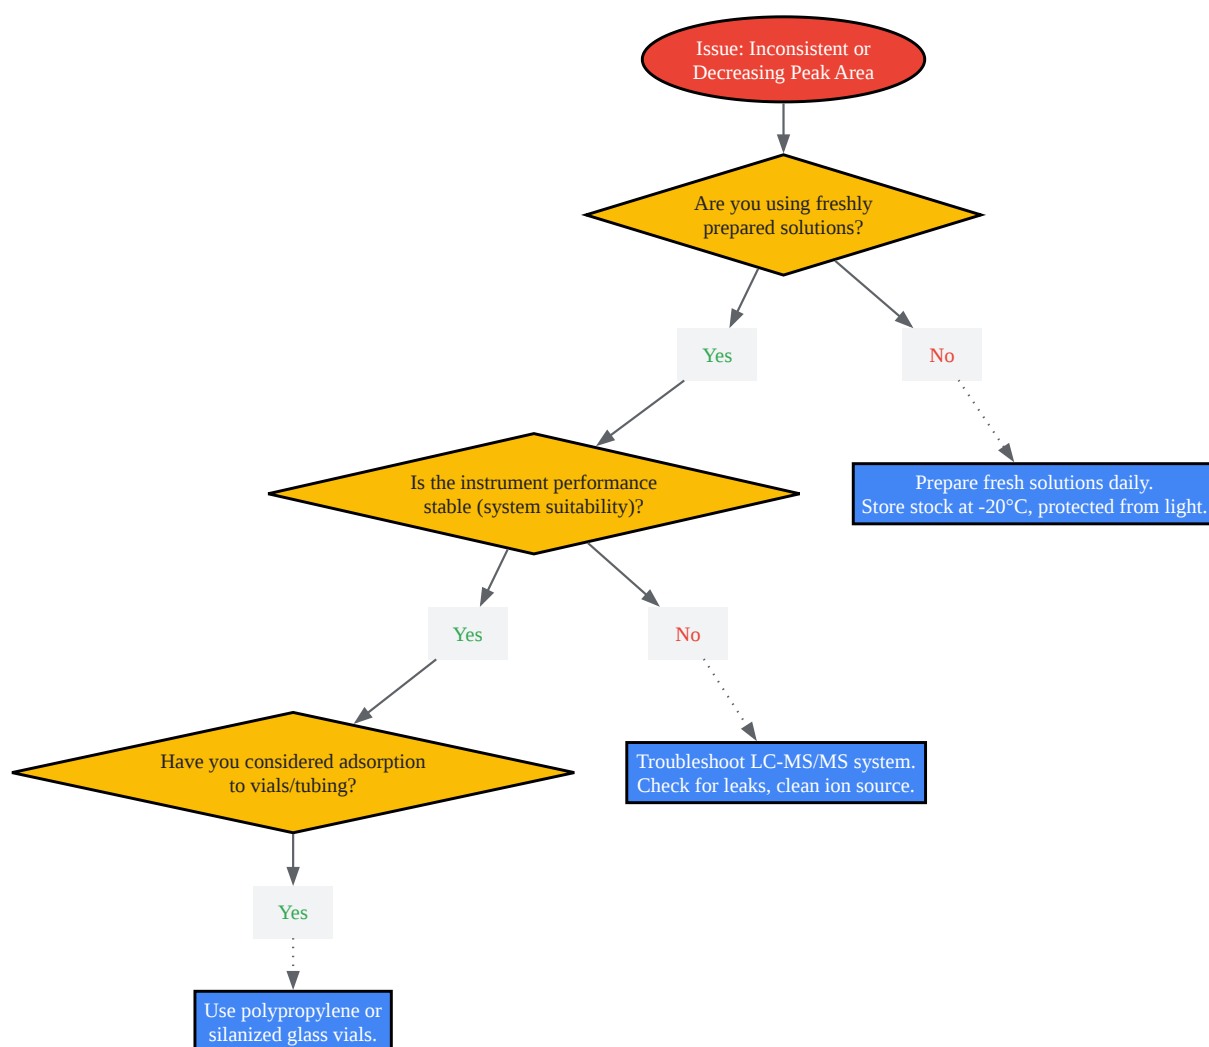 Issue: Inconsistent or
Decreasing Peak Area
Are you using freshly
prepared solutions?
Yes
No
Is the instrument performance
stable (system suitability)?
Prepare fresh solutions daily.
Store stock at -20°C, protected from light.
Yes
No
Have you considered adsorption
to vials/tubing?
Troubleshoot LC-MS/MS system.
Check for leaks, clean ion source.
Yes
Use polypropylene or
silanized glass vials.